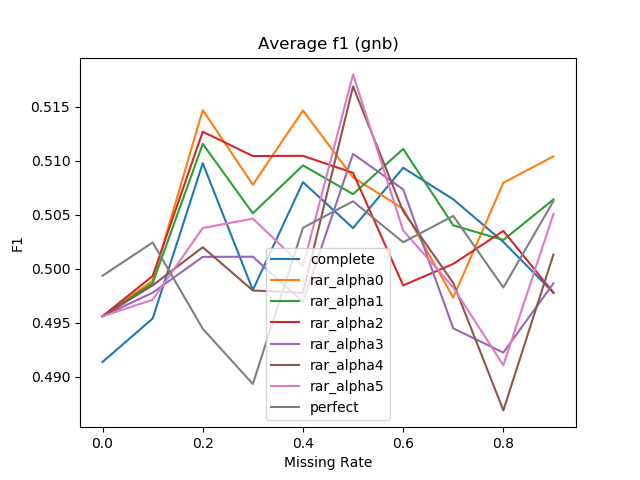 Average f1 (gnb)
F1
0.515
0.510
0.505
0.500
0.495
0.490
complete
rar_alpha0
rar_alpha1
rar_alpha2
rar_alpha3
rar_alpha4
rar_alpha5
perfect
0.0 0.2 0.4 0.6 0.8
Missing Rate